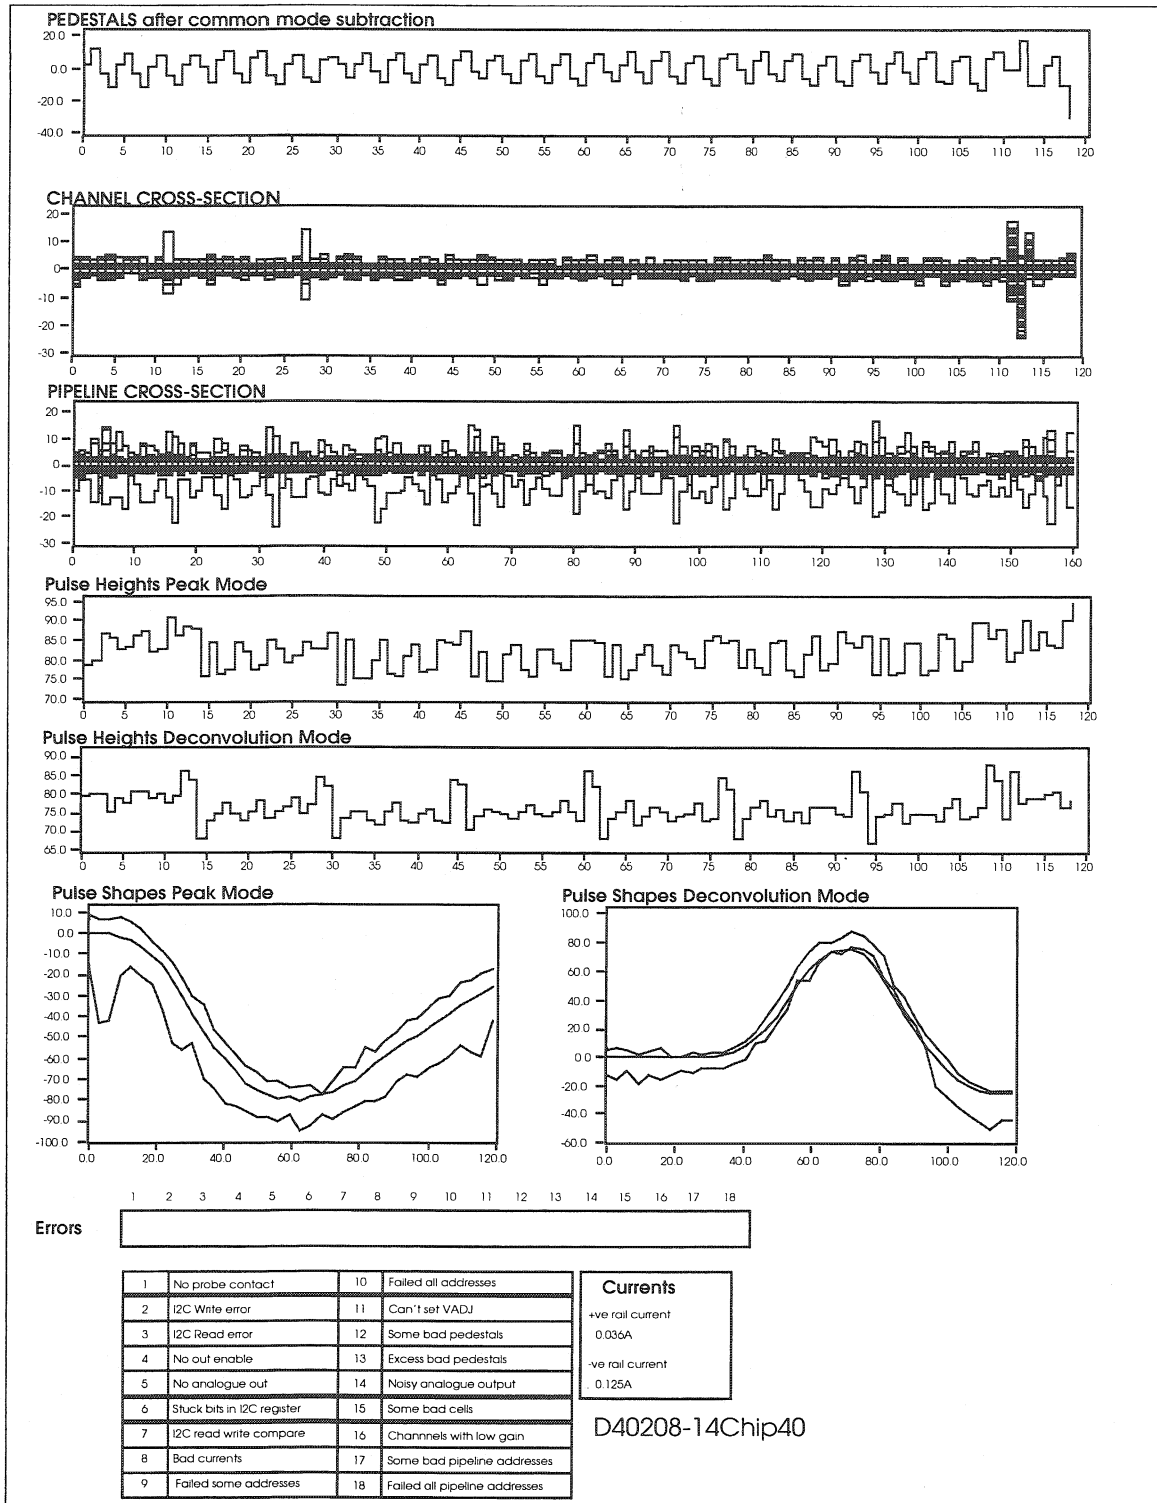 PEDESTALS after common mode subtraction
20.0
0.0
-20.0
-40.0
0 5 10 15 20 25 30 35 40 45 50 55 60 65 70 75 80 85 90 95 100 105 110 115 120
CHANNEL CROSS-SECTION
20
10
0
-10
-20
-30
0 5 10 15 20 25 30 35 40 45 50 55 60 65 70 75 80 85 90 95 100 105 110 115 120
PIPELINE CROSS-SECTION
20
10
0
-10
-20
-30
0 10 20 30 40 50 60 70 80 90 100 110 120 130 140 150 160
Pulse Heights Peak Mode
95.0
90.0
85.0
80.0
75.0
70.0
0 5 10 15 20 25 30 35 40 45 50 55 60 65 70 75 80 85 90 95 100 105 110 115 120
Pulse Heights Deconvolution Mode
90.0
85.0
80.0
75.0
70.0
65.0
0 5 10 15 20 25 30 35 40 45 50 55 60 65 70 75 80 85 90 95 100 105 110 115 120
Pulse Shapes Peak Mode
10.0
0.0
-10.0
-20.0
-30.0
-40.0
-50.0
-60.0
-70.0
-80.0
-90.0
-100.0
0.0 20.0 40.0 60.0 80.0 100.0 120.0
Pulse Shapes Deconvolution Mode
100.0
80.0
60.0
40.0
20.0
0.0
-20.0
-40.0
-60.0
0.0 20.0 40.0 60.0 80.0 100.0 120.0
1 2 3 4 5 6 7 8 9 10 11 12 13 14 15 16 17 18
Errors
1 No probe contact 10 Failed all addresses
2 I2C Write error 11 Can't set VADJ
3 I2C Read error 12 Some bad pedestals
4 No out enable 13 Excess bad pedestals
5 No analogue out 14 Noisy analogue output
6 Stuck bits in I2C register 15 Some bad cells
7 I2C read write compare 16 Channnels with low gain
8 Bad currents 17 Some bad pipeline addresses
9 Failed some addresses 18 Failed all pipeline addresses
Currents
+ve rail current
0.036A
-ve rail current
0.125A
D40208-14Chip40